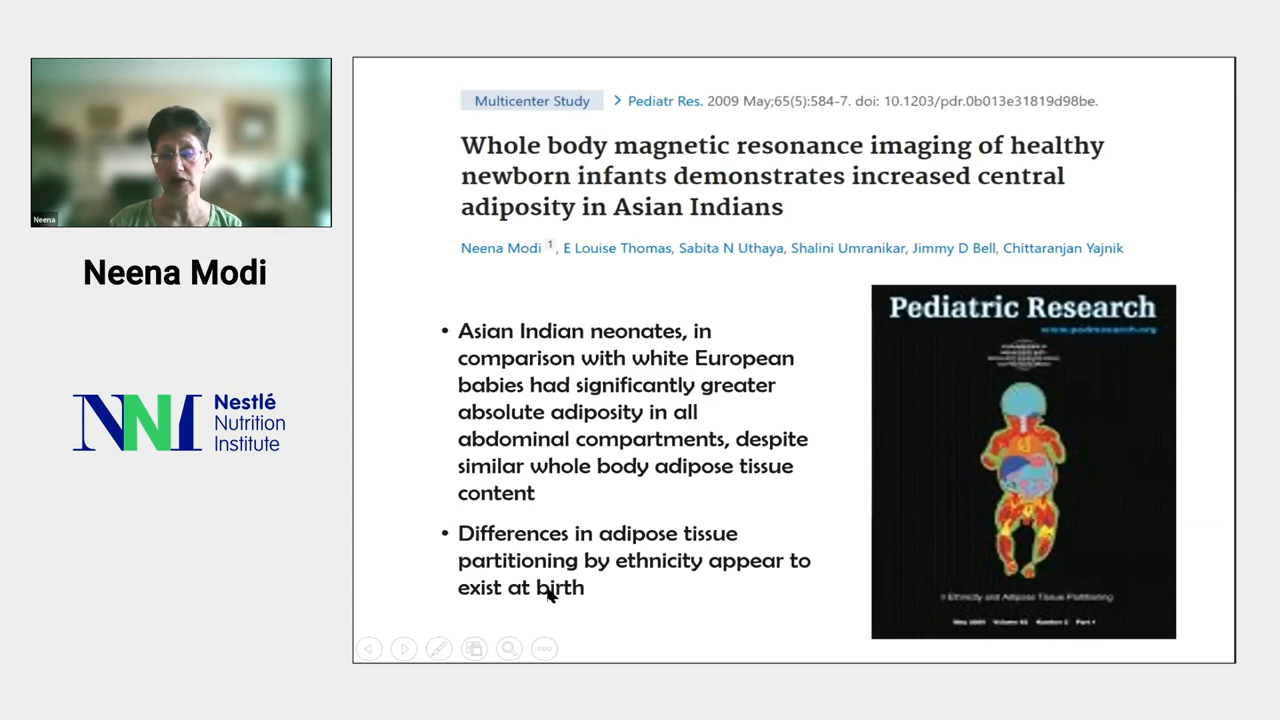 Neena
Neena Modi
NNI
Nestlé
Nutrition
Institute
Multicenter Study
> Pediatr Res. 2009 May;65(5):584-7. doi: 10.1203/pdr.0b013e31819d98be.
Whole body magnetic resonance imaging of healthy
newborn infants demonstrates increased central
adiposity in Asian Indians
Neena Modi 1, E Louise Thomas, Sabita N Uthaya, Shalini Umranikar, Jimmy D Bell, Chittaranjan Yajnik
• Asian Indian neonates, in
comparison with white European
babies had significantly greater
absolute adiposity in all
abdominal compartments, despite
similar whole body adipose tissue
content
• Differences in adipose tissue
partitioning by ethnicity appear to
exist at birth
Pediatric Research
www.pedresearch.org
Ethnicity and Adipose Tissue Partitioning